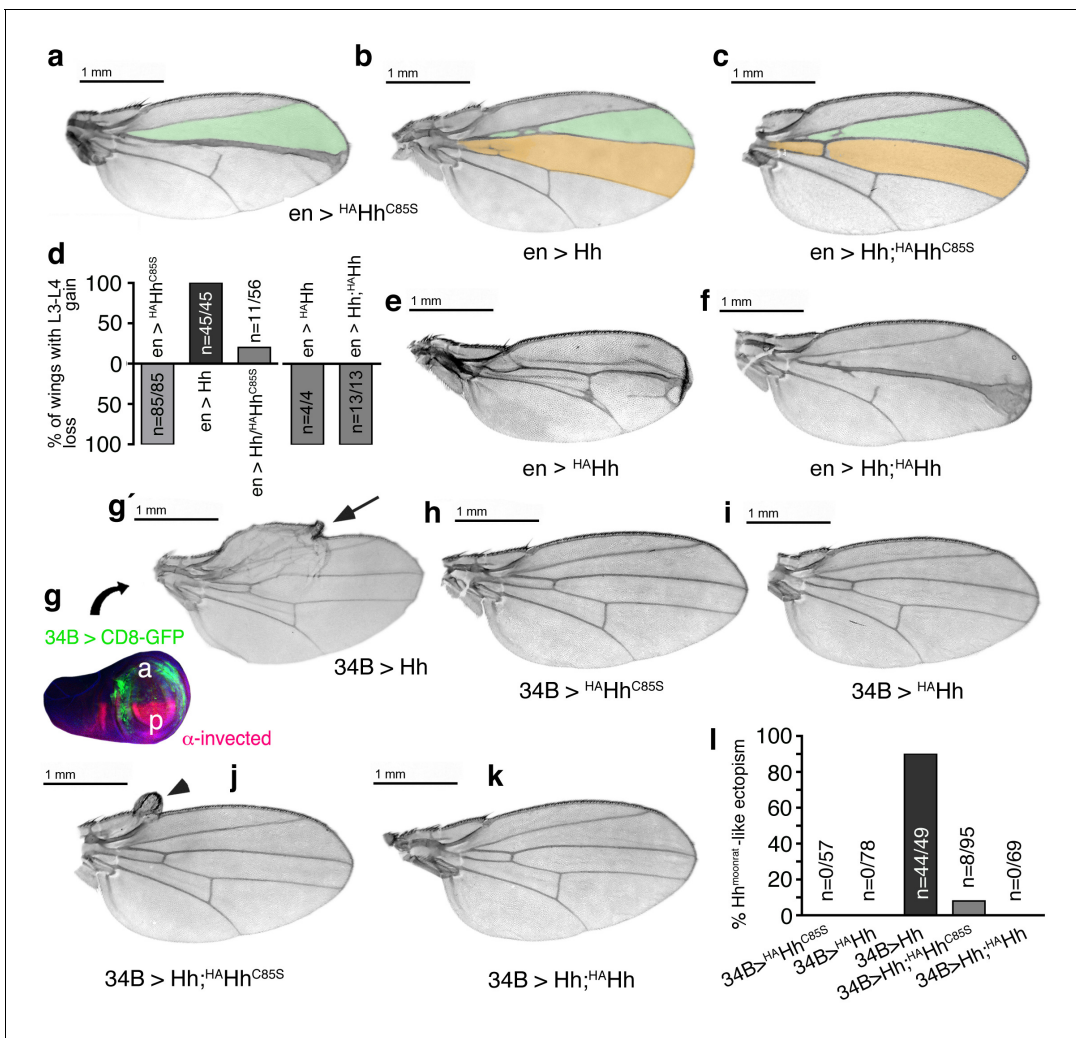 a
1 mm
en > HAHhC85S
b
1 mm
en > Hh
c
1 mm
en > Hh;HAHhC85S
d
% of wings with L3-L4
loss
gain
100
50
0
50
100
en > HAHhC85S
n=85/85
n=45/45
en > Hh
n=11/56
en > Hh/HAHhC85S
en > HAHh
n=4/4
en > Hh;HAHh
n=13/13
e
1 mm
en > HAHh
f
1 mm
en > Hh;HAHh
g´
1 mm
34B > Hh
g
34B > CD8-GFP
a
p
α-invected
h
1 mm
34B > HAHhC85S
i
1 mm
34B > HAHh
j
1 mm
34B > Hh;HAHhC85S
k
1 mm
34B > Hh;HAHh
l
% Hhmoonrat-like ectopism
100
80
60
40
20
0
n=0/57
n=0/78
n=44/49
n=8/95
n=0/69
34B>HAHhC85S
34B>HAHh
34B>Hh
34B>Hh;HAHhC85S
34B>Hh;HAHh